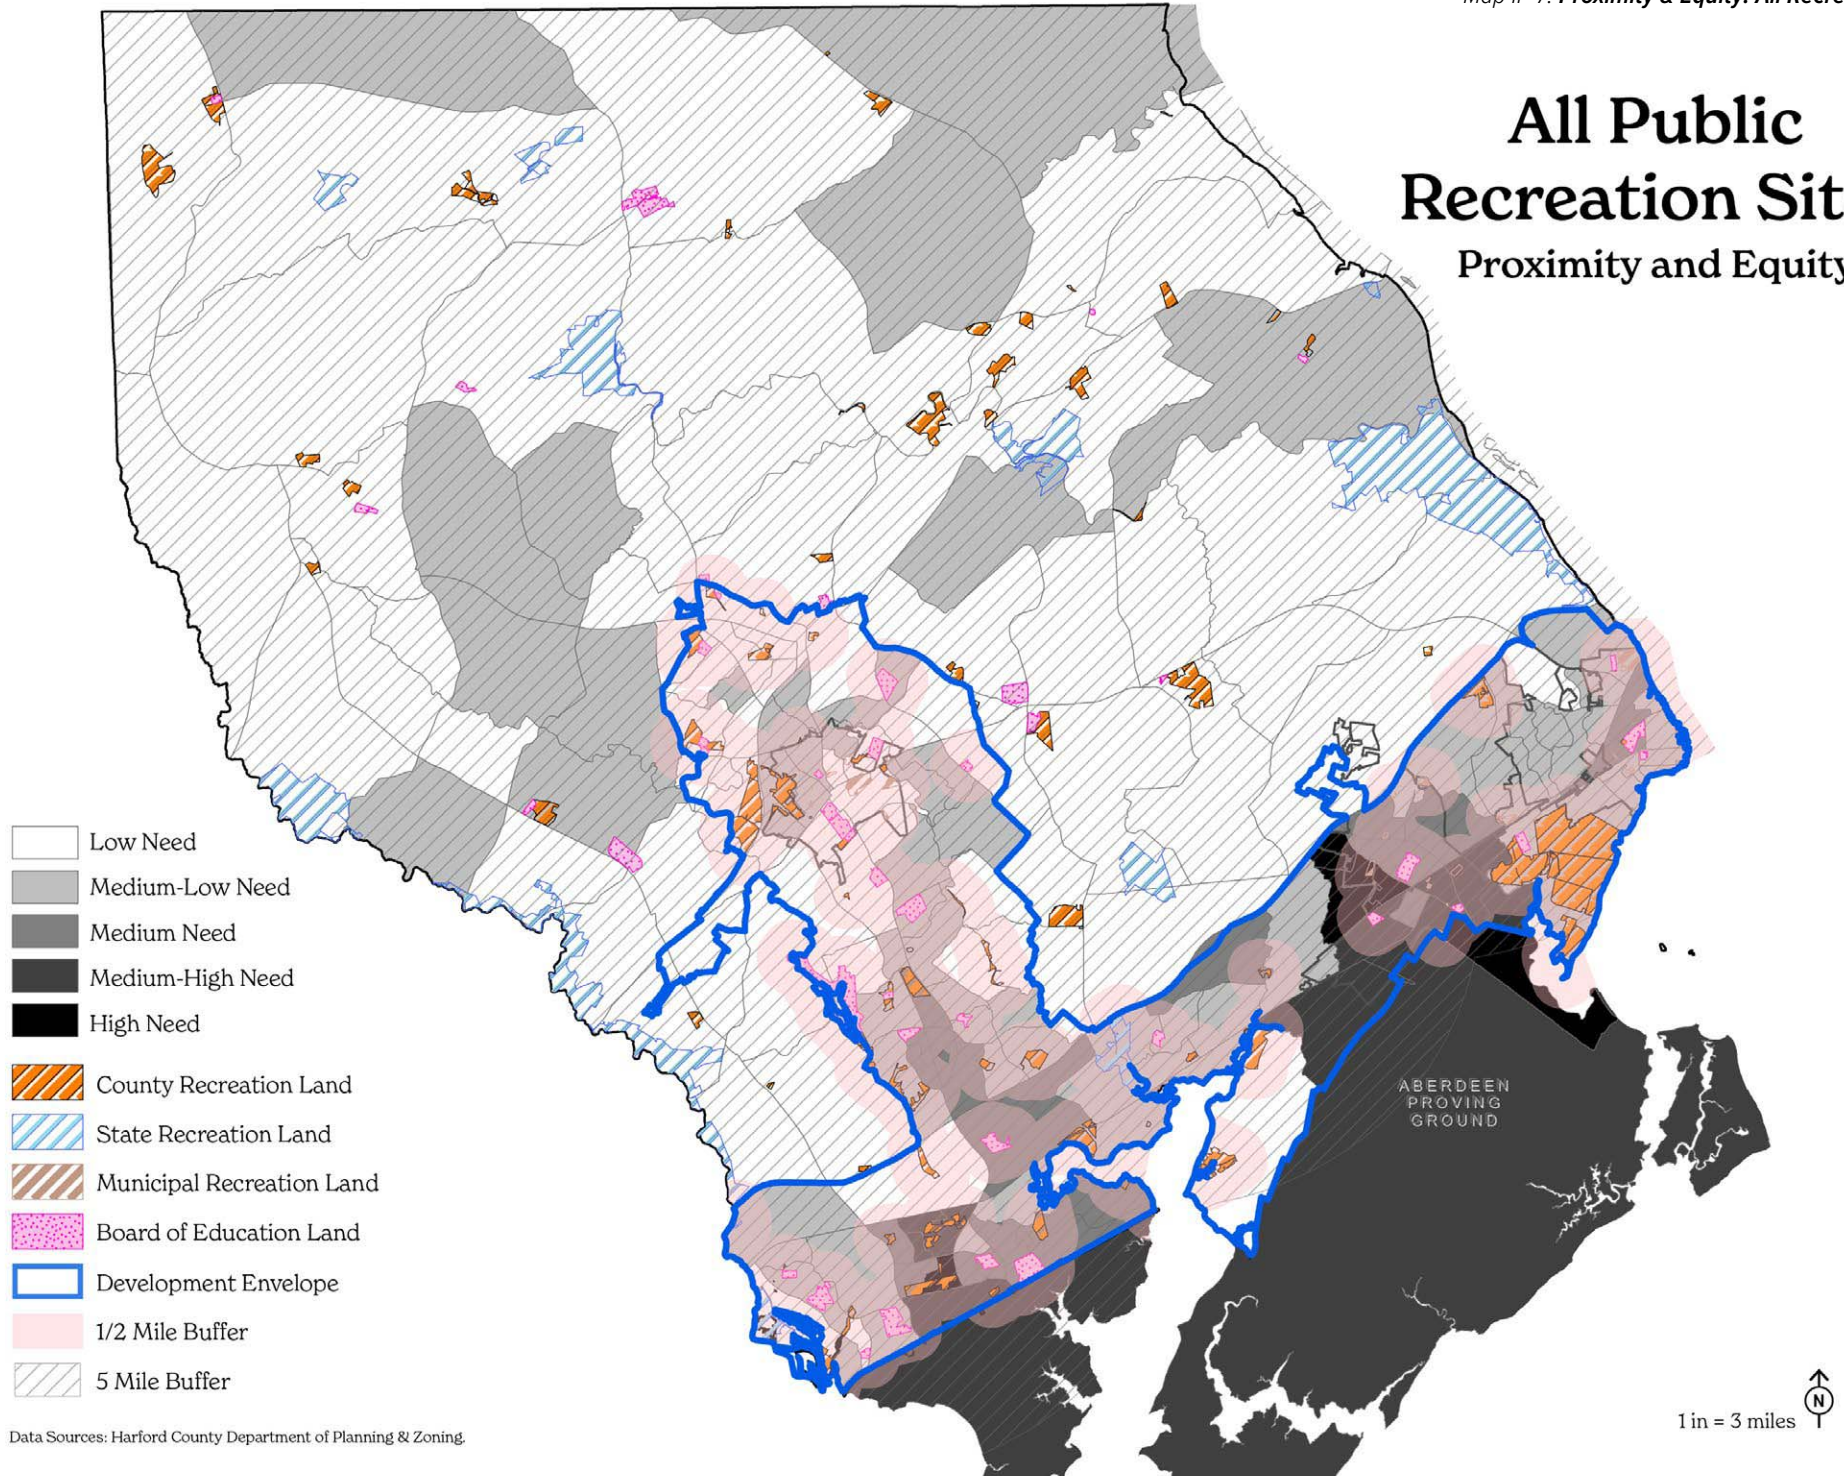 Proximity & Equity:
All Public
Recreation Sit
Proximity and Equity
Low Need
Medium-Low Need
Medium Need
Medium-High Need
High Need
County Recreation Land
State Recreation Land
Municipal Recreation Land
Board of Education Land
Development Envelope
1/2 Mile Buffer
5 Mile Buffer
ABERDEEN
PROVING
GROUND
N
1 in = 3 miles
Data Sources: Harford County Department of Planning & Zoning.